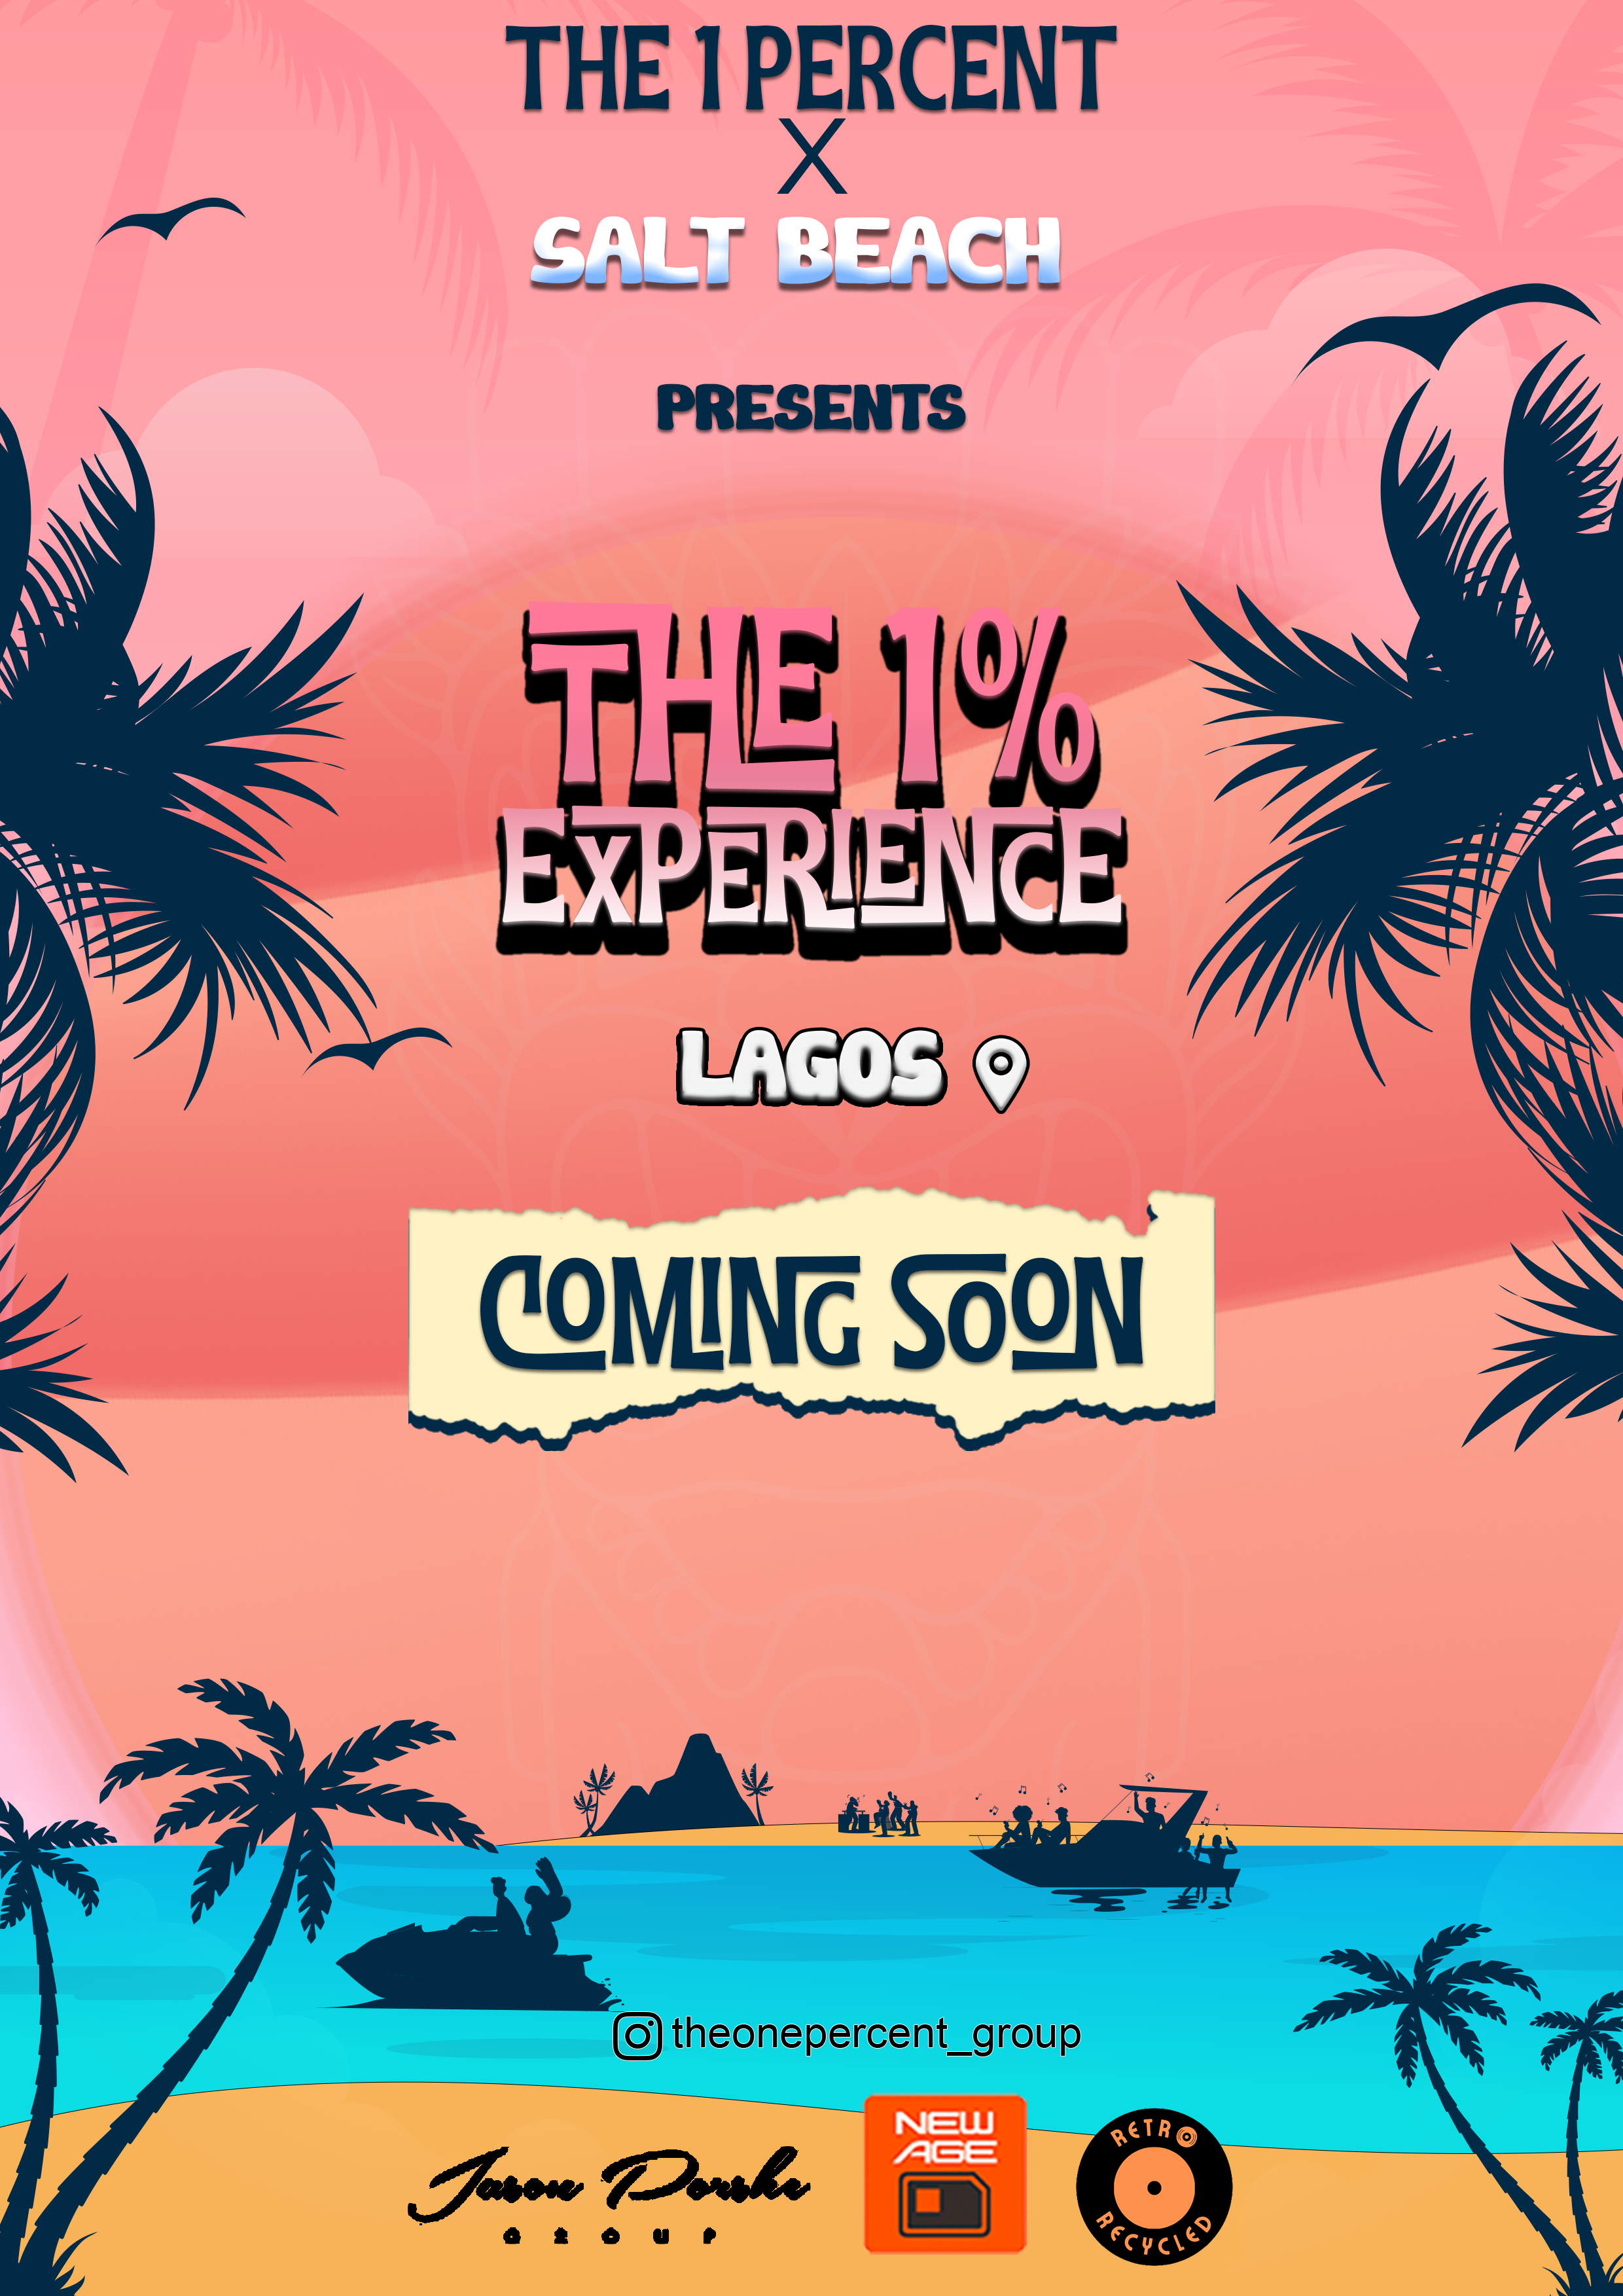 THE 1 PERCENT
X
SALT BEACH
PRESENTS
THE 1%
EXPERIENCE
LAGOS
COMING SOON
theonepercent_group
Jason Porshe
GROUP
NEW
AGE
RETRO
RECYCLED